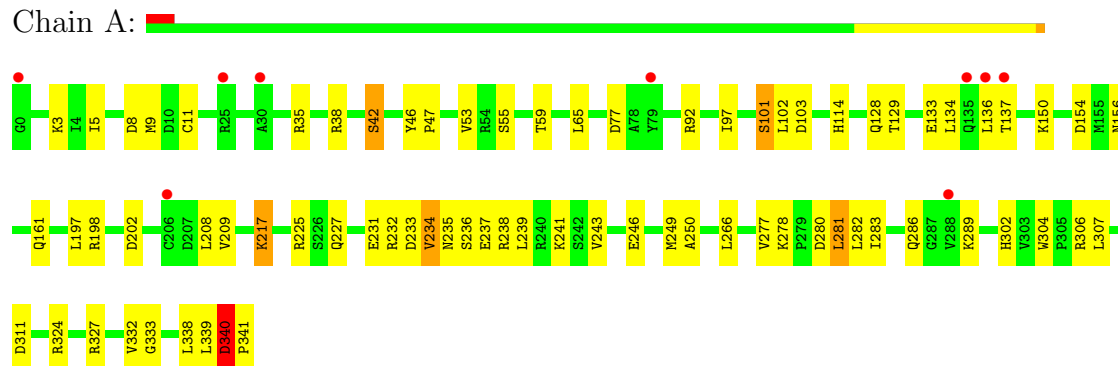 Chain A:
G0 K3 I4 I5 D8 M9 D10 C11 R25 A30 R35 R38 S42 Y46 P47 V53 R54 S55 T59 L65 D77 A78 Y79 R92 I97 S101 L102 D103 H114 Q128 T129 E133 L134 Q135 L136 T137 K150 D154 M155 N156
Q161 L197 R198 D202 C206 D207 L208 V209 K217 R225 S226 Q227 E231 R232 D233 V234 N235 S236 E237 R238 L239 R240 K241 S242 V243 E246 M249 A250 L266 V277 K278 P279 D280 L281 L282 I283 Q286 G287 V288 K289 H302 V303 W304 P305 R306 L307
D311 R324 R327 V332 G333 L338 L339 D340 P341